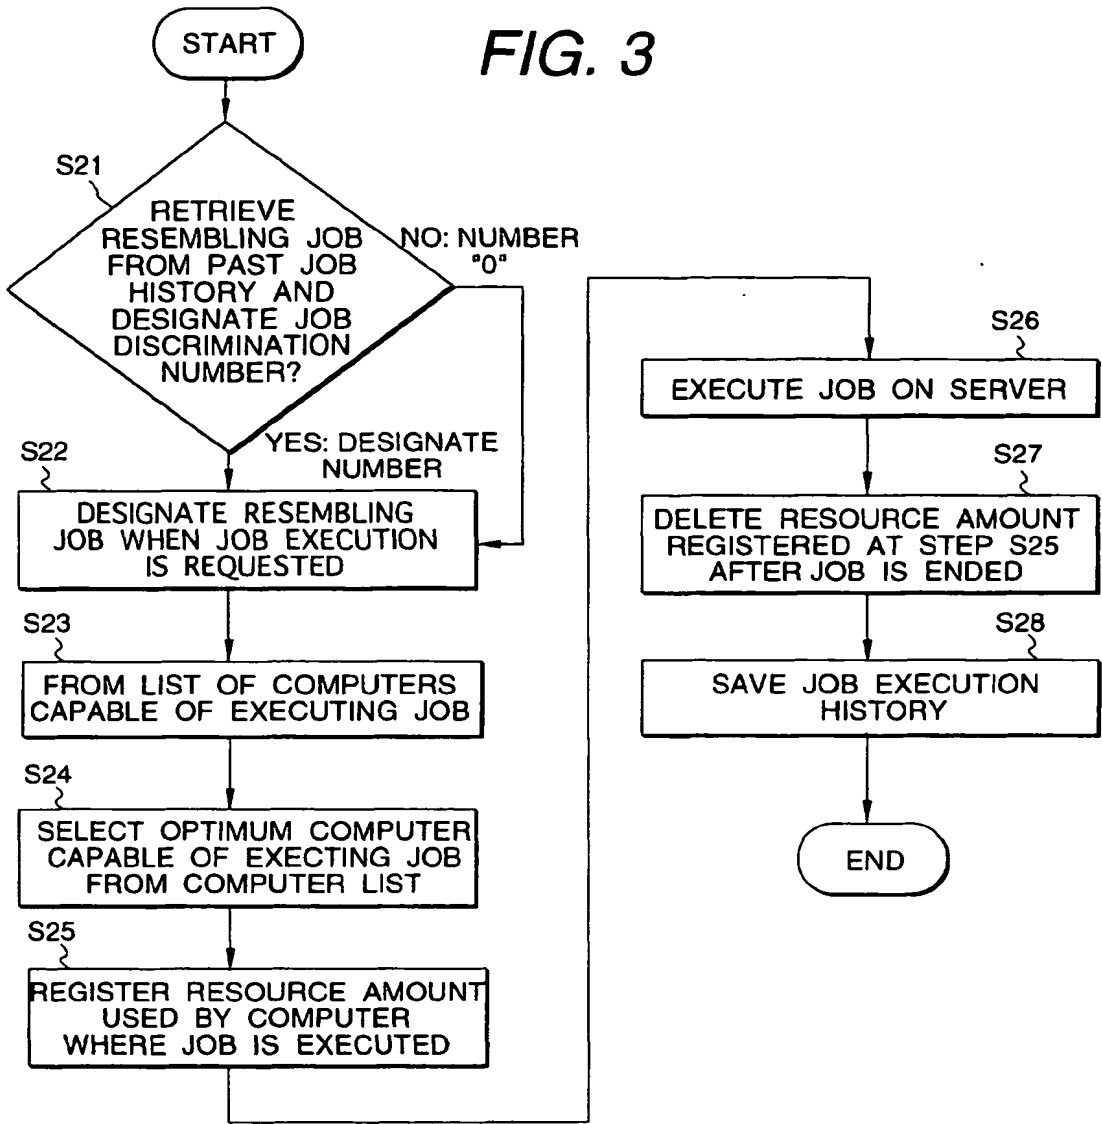 START
FIG. 3
S21
RETRIEVE
RESEMBLING JOB
FROM PAST JOB
HISTORY AND
DESIGNATE JOB
DISCRIMINATION
NUMBER?
NO: NUMBER
"0"
YES: DESIGNATE
NUMBER
S22
DESIGNATE RESEMBLING
JOB WHEN JOB EXECUTION
IS REQUESTED
S23
FROM LIST OF COMPUTERS
CAPABLE OF EXECUTING JOB
S24
SELECT OPTIMUM COMPUTER
CAPABLE OF EXECTING JOB
FROM COMPUTER LIST
S25
REGISTER RESOURCE AMOUNT
USED BY COMPUTER
WHERE JOB IS EXECUTED
S26
EXECUTE JOB ON SERVER
S27
DELETE RESOURCE AMOUNT
REGISTERED AT STEP S25
AFTER JOB IS ENDED
S28
SAVE JOB EXECUTION
HISTORY
END